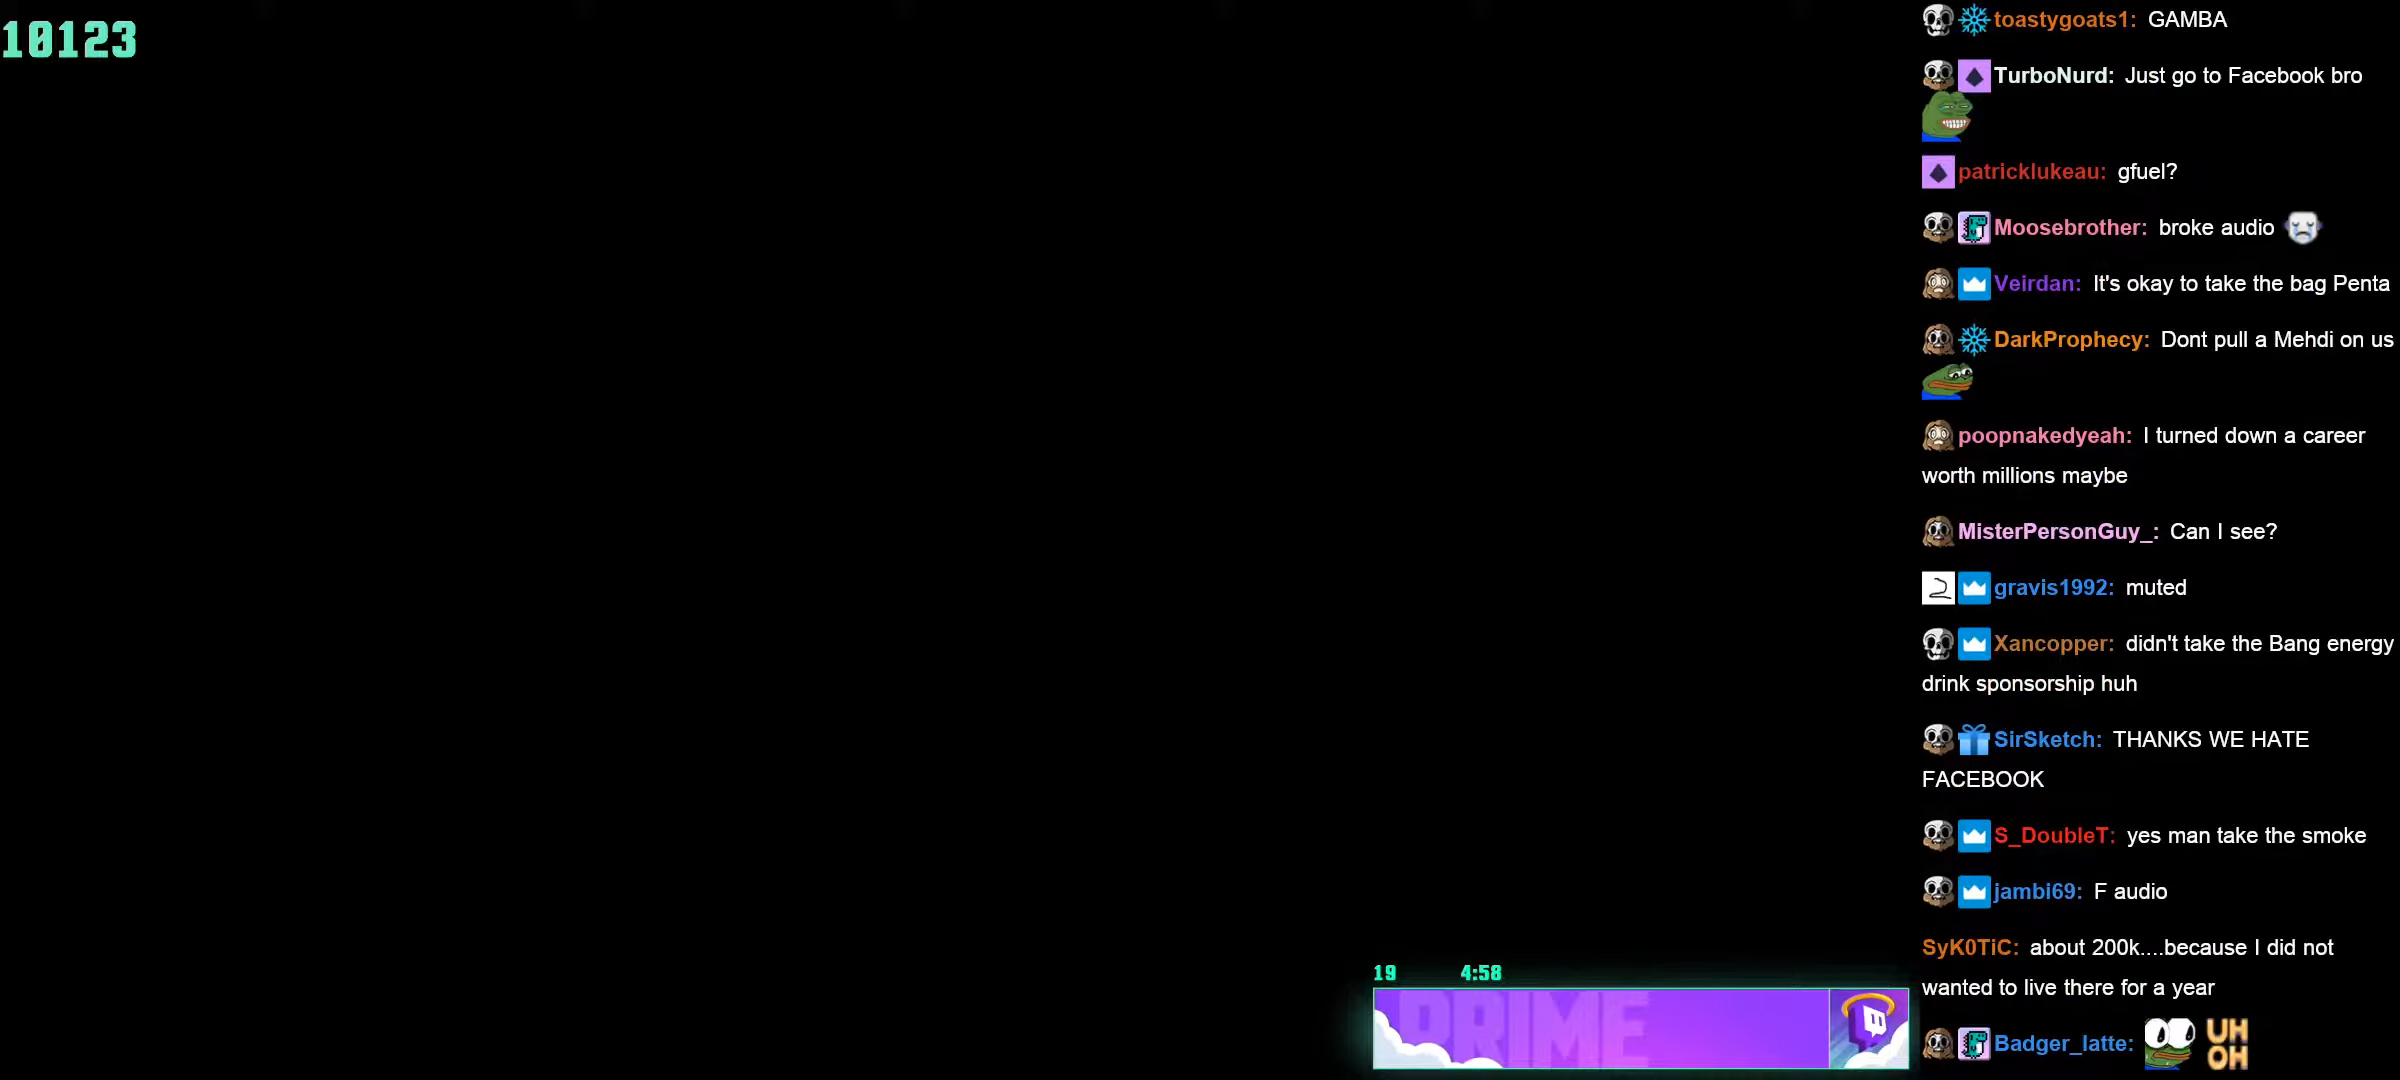 10123
toastygoats1: GAMBA
TurboNurd: Just go to Facebook bro
patricklukeau: gfuel?
Moosebrother: broke audio
Veirdan: It's okay to take the bag Penta
DarkProphecy: Dont pull a Mehdi on us
poopnakedyeah: I turned down a career
worth millions maybe
MisterPersonGuy_: Can I see?
gravis1992: muted
Xancopper: didn't take the Bang energy
drink sponsorship huh
SirSketch: THANKS WE HATE
FACEBOOK
S_DoubleT: yes man take the smoke
jambi69: F audio
SyK0TiC: about 200k....because I did not
wanted to live there for a year
Badger_latte: UH
OH
19 4:58
PRIME